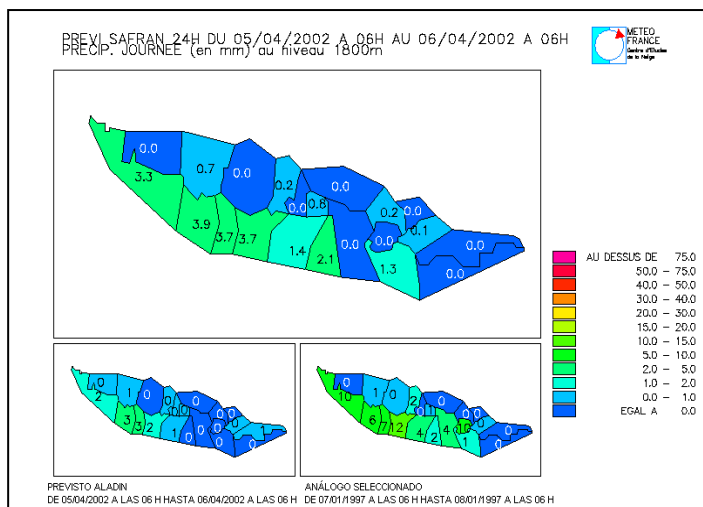 PREVI SAFRAN 24H DU 05/04/2002 A 06H AU 06/04/2002 A 06H
PRECIP. JOURNEE (en mm) au niveau 1800m
METEO
FRANCE
Centre d'Etudes
de la Neige
0.0
0.7
0.0
3.3
0.2
0.0
0.0
0.8
0.2
0.0
3.9
3.7
3.7
1.4
2.1
0.0
0.0
0.1
0.0
1.3
0.0
AU DESSUS DE 75.0
50.0 - 75.0
40.0 - 50.0
30.0 - 40.0
20.0 - 30.0
15.0 - 20.0
10.0 - 15.0
5.0 - 10.0
2.0 - 5.0
1.0 - 2.0
0.0 - 1.0
EGAL A 0.0
PREVISTO ALADIN
DE 05/04/2002 A LAS 06 H HASTA 06/04/2002 A LAS 06 H
ANÁLOGO SELECCIONADO
DE 07/01/1997 A LAS 06 H HASTA 08/01/1997 A LAS 06 H